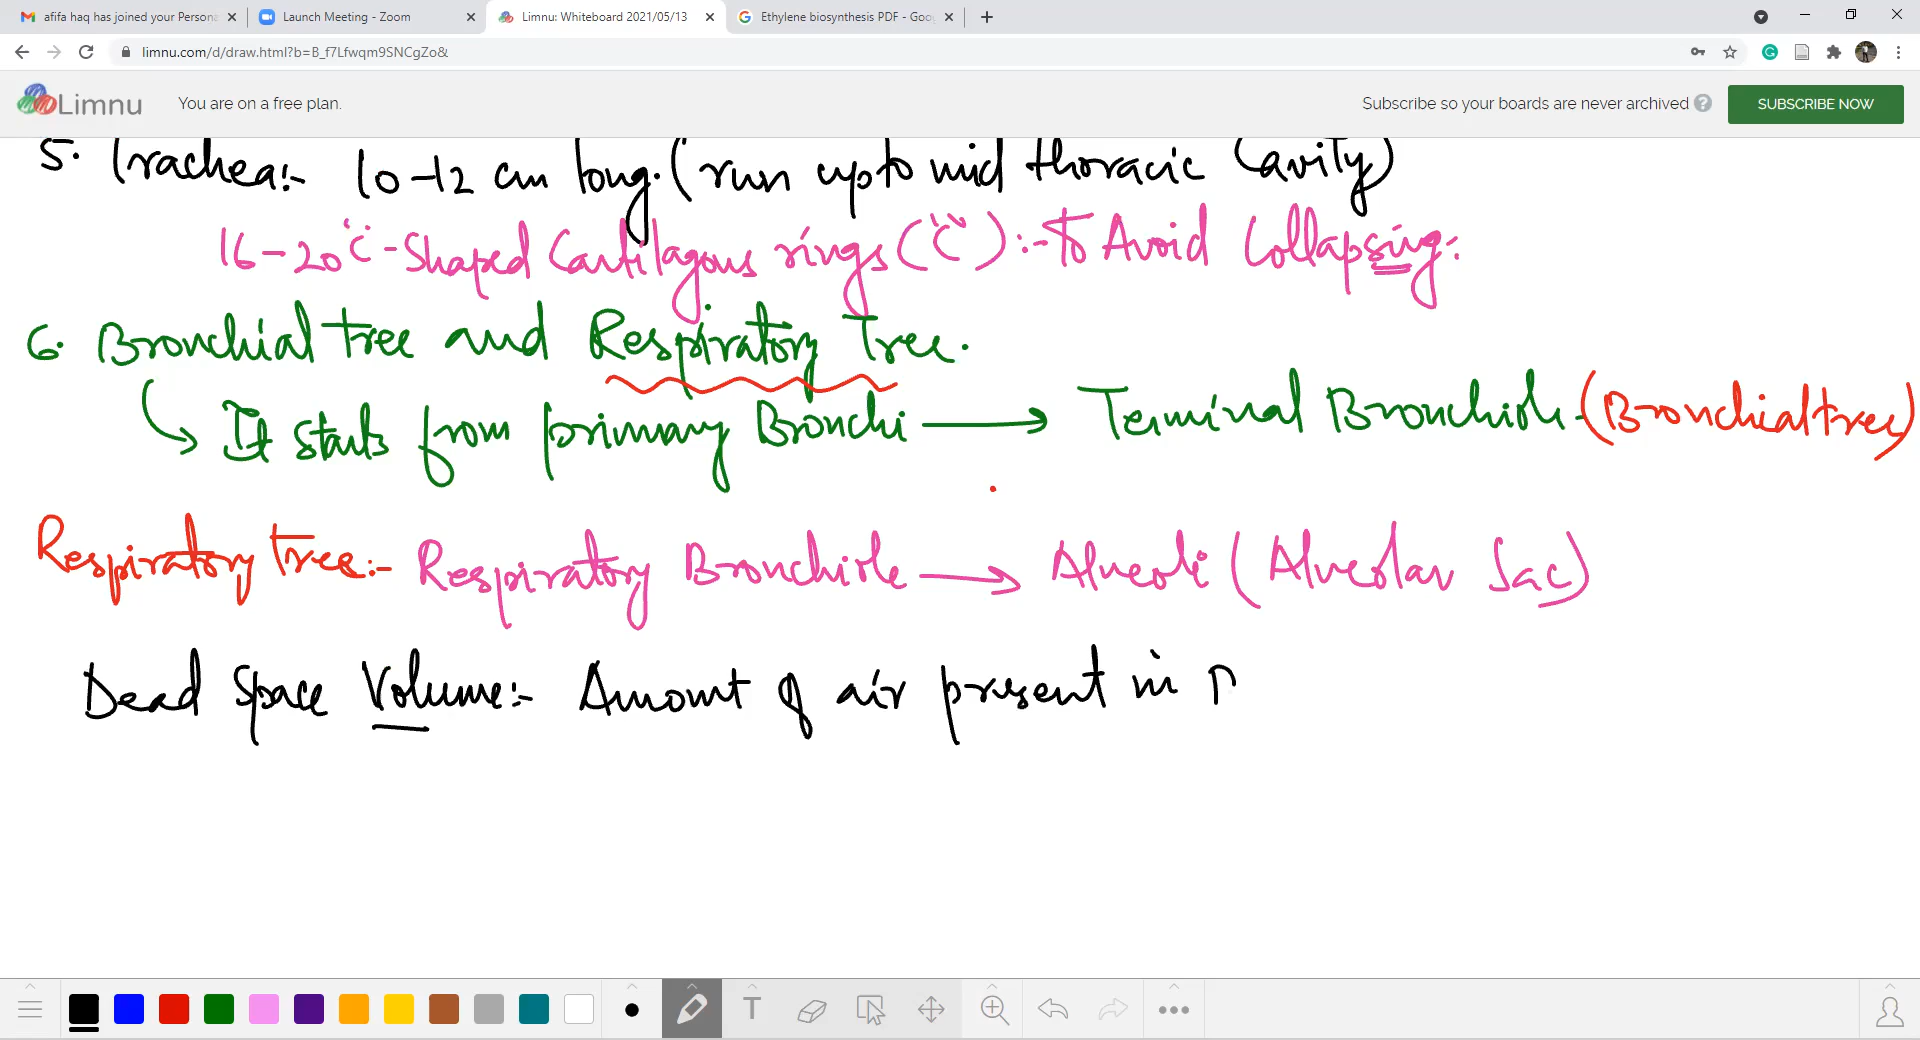 afifa haq has joined your Persona
Launch Meeting - Zoom
Limnu: Whiteboard 2021/05/13
Ethylene biosynthesis PDF - Goo
limnu.com/d/draw.html?b=B_f7Lfwqm9SNCgZo&
Limnu
You are on a free plan.
Subscribe so your boards are never archived
SUBSCRIBE NOW
5. Trachea:- 10-12 cm long. (run upto mid thoracic Cavity)
16-20 "C"-Shaped Cartilagous rings ("C") :- To Avoid Collapsing:
6. Bronchial tree and Respiratory Tree.
It starts from primary Bronchi → Terminal Bronchiole - (Bronchial tree)
Respiratory Tree:- Respiratory Bronchiole → Alveoli (Alveolar Sac)
Dead Space Volume:- Amount of air present in
T